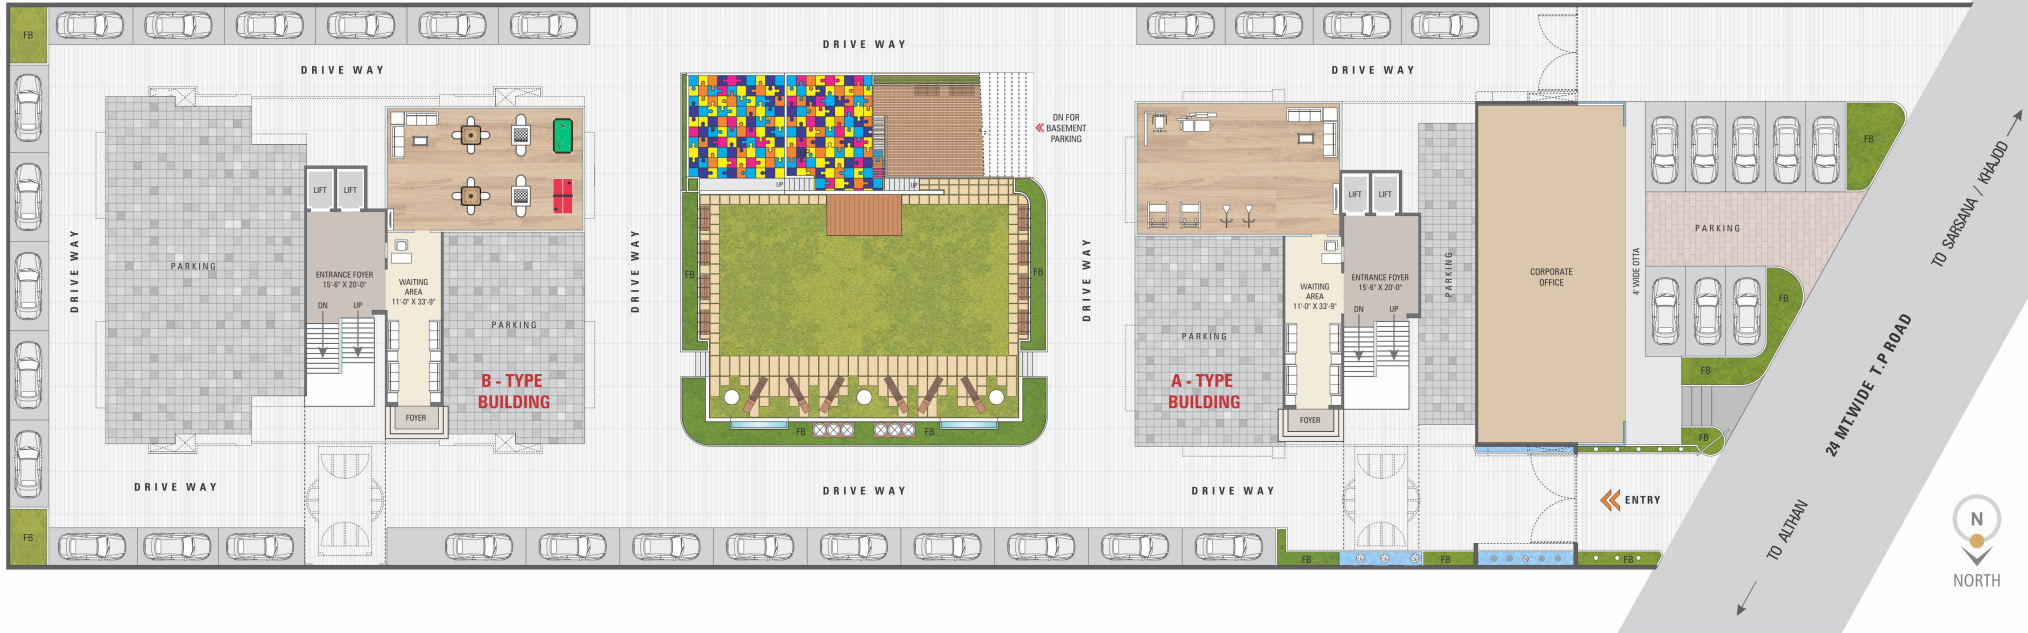 FB
DRIVE WAY
DRIVE WAY
DRIVE WAY
DN FOR
BASEMENT
PARKING
FB
LIFT
LIFT
UP
UP
LIFT
LIFT
PARKING
TO SARSANA / KHAJOD
DRIVE WAY
PARKING
ENTRANCE FOYER
15'-6" X 20'-0"
DN
UP
WAITING
AREA
11'-0" X 33'-9"
PARKING
DRIVE WAY
FB
FB
DRIVE WAY
PARKING
WAITING
AREA
11'-0" X 33'-9"
ENTRANCE FOYER
15'-6" X 20'-0"
DN
UP
PARKING
CORPORATE
OFFICE
4' WIDE OTTA
FB
FB
24 MT.WIDE T.P ROAD
B - TYPE
BUILDING
A - TYPE
BUILDING
FOYER
FOYER
FB
FB
FB
DRIVE WAY
DRIVE WAY
DRIVE WAY
ENTRY
TO ALTHAN
FB
FB
FB
FB
N
NORTH